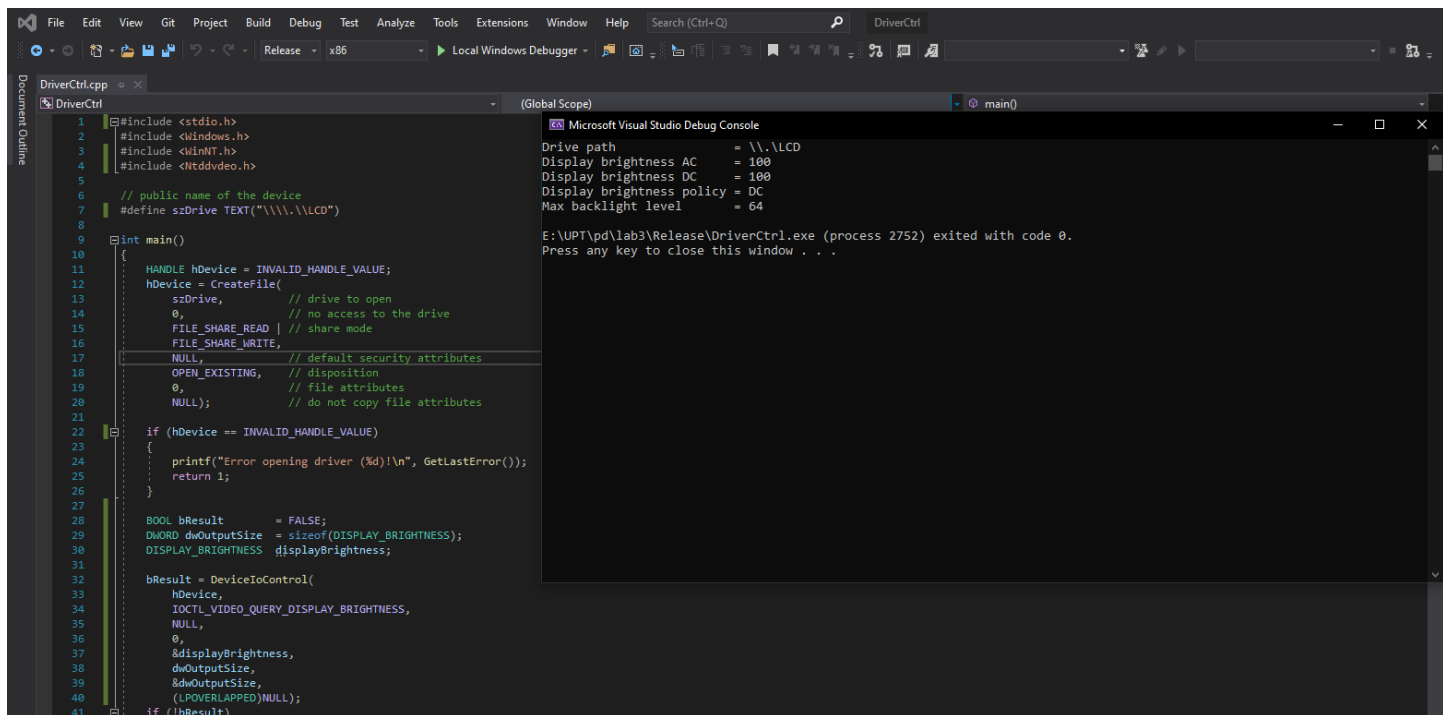 File Edit View Git Project Build Debug Test Analyze Tools Extensions Window Help Search (Ctrl+Q) DriverCtrl
Release x86 Local Windows Debugger
Document Outline
DriverCtrl.cpp
DriverCtrl (Global Scope) main()
1 #include <stdio.h>
2 #include <Windows.h>
3 #include <WinNT.h>
4 #include <Ntddvdeo.h>
5
6 // public name of the device
7 #define szDrive TEXT("\\\\.\\LCD")
8
9 int main()
10 {
11 HANDLE hDevice = INVALID_HANDLE_VALUE;
12 hDevice = CreateFile(
13 szDrive, // drive to open
14 0, // no access to the drive
15 FILE_SHARE_READ | // share mode
16 FILE_SHARE_WRITE,
17 NULL, // default security attributes
18 OPEN_EXISTING, // disposition
19 0, // file attributes
20 NULL); // do not copy file attributes
21
22 if (hDevice == INVALID_HANDLE_VALUE)
23 {
24 printf("Error opening driver (%d)!\n", GetLastError());
25 return 1;
26 }
27
28 BOOL bResult = FALSE;
29 DWORD dwOutputSize = sizeof(DISPLAY_BRIGHTNESS);
30 DISPLAY_BRIGHTNESS displayBrightness;
31
32 bResult = DeviceIoControl(
33 hDevice,
34 IOCTL_VIDEO_QUERY_DISPLAY_BRIGHTNESS,
35 NULL,
36 0,
37 &displayBrightness,
38 dwOutputSize,
39 &dwOutputSize,
40 (LPOVERLAPPED)NULL);
41 if (!bResult)
Microsoft Visual Studio Debug Console
Drive path = \\.\LCD
Display brightness AC = 100
Display brightness DC = 100
Display brightness policy = DC
Max backlight level = 64
E:\UPT\pd\lab3\Release\DriverCtrl.exe (process 2752) exited with code 0.
Press any key to close this window . . .